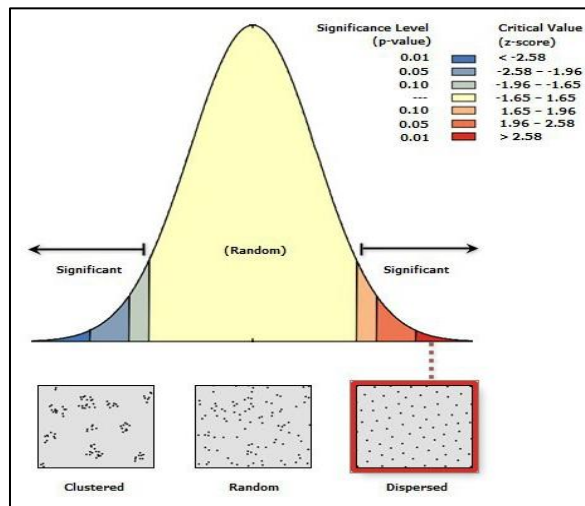 Significance Level Critical Value
(p-value) (z-score)
0.01 < -2.58
0.05 -2.58 – -1.96
0.10 -1.96 – -1.65
--- -1.65 – 1.65
0.10 1.65 – 1.96
0.05 1.96 – 2.58
0.01 > 2.58
(Random)
Significant Significant
Clustered Random Dispersed